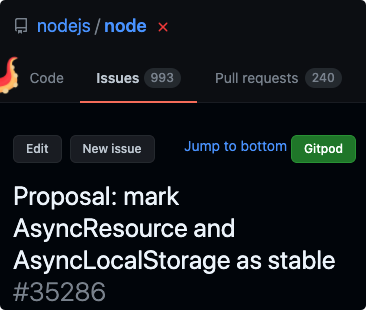 nodejs / node ×
Code Issues 993 Pull requests 240
Edit New issue Jump to bottom Gitpod
Proposal: mark
AsyncResource and
AsyncLocalStorage as stable
#35286